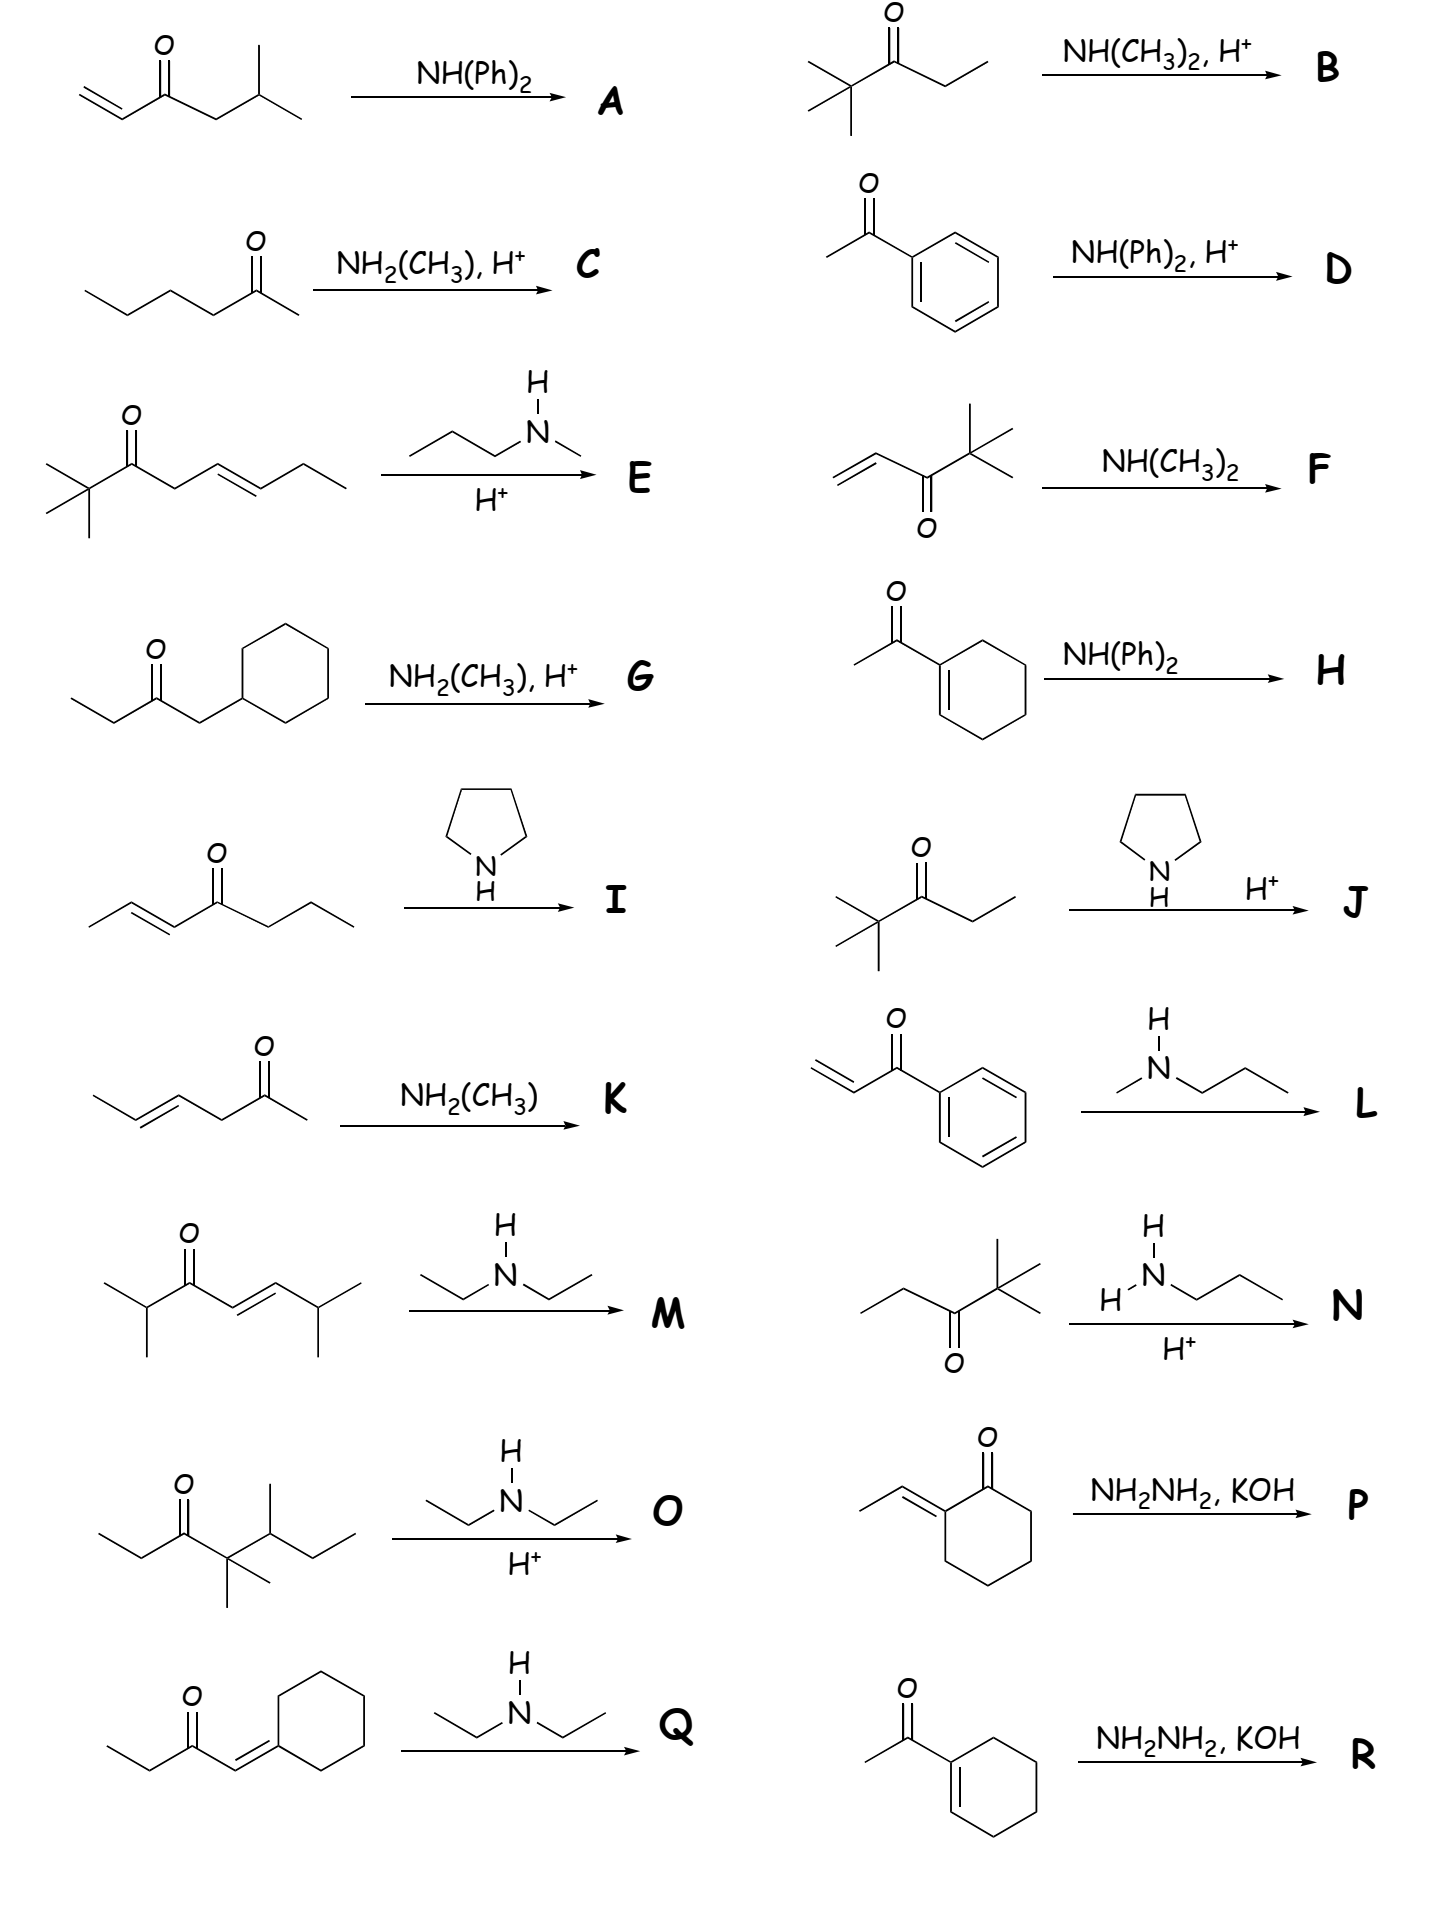 O
NH(Ph)₂
A
O
NH(CH₃)₂, H⁺
B
O
NH₂(CH₃), H⁺
C
O
NH(Ph)₂, H⁺
D
O
H
N
H⁺
E
O
NH(CH₃)₂
F
O
NH₂(CH₃), H⁺
G
O
NH(Ph)₂
H
O
N
H
I
O
N
H
H⁺
J
O
NH₂(CH₃)
K
O
H
N
L
O
H
N
M
O
H
N
H
H⁺
N
O
H
N
H⁺
O
O
NH₂NH₂, KOH
P
O
H
N
Q
O
NH₂NH₂, KOH
R